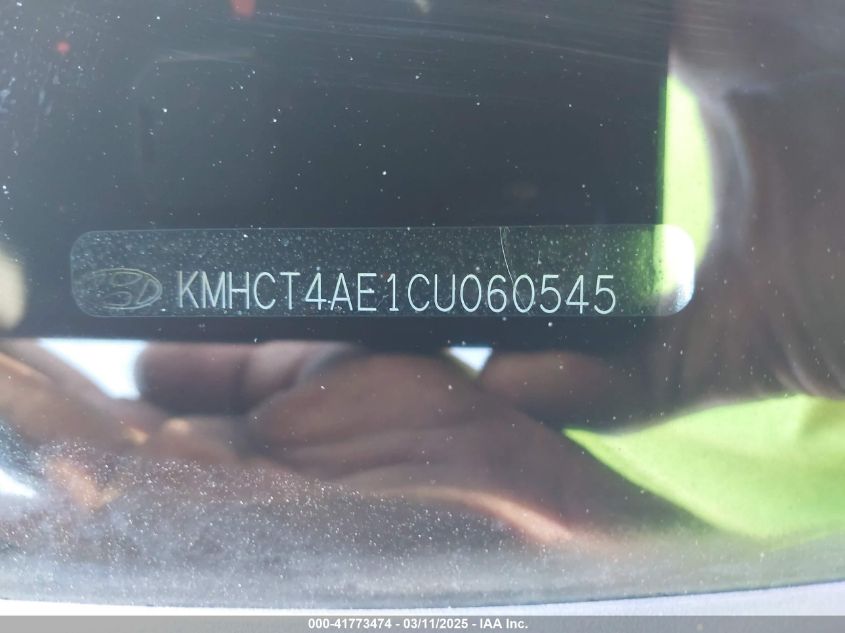 KMHCT4AE1CU060545
000-41773474 - 03/11/2025 - IAA Inc.